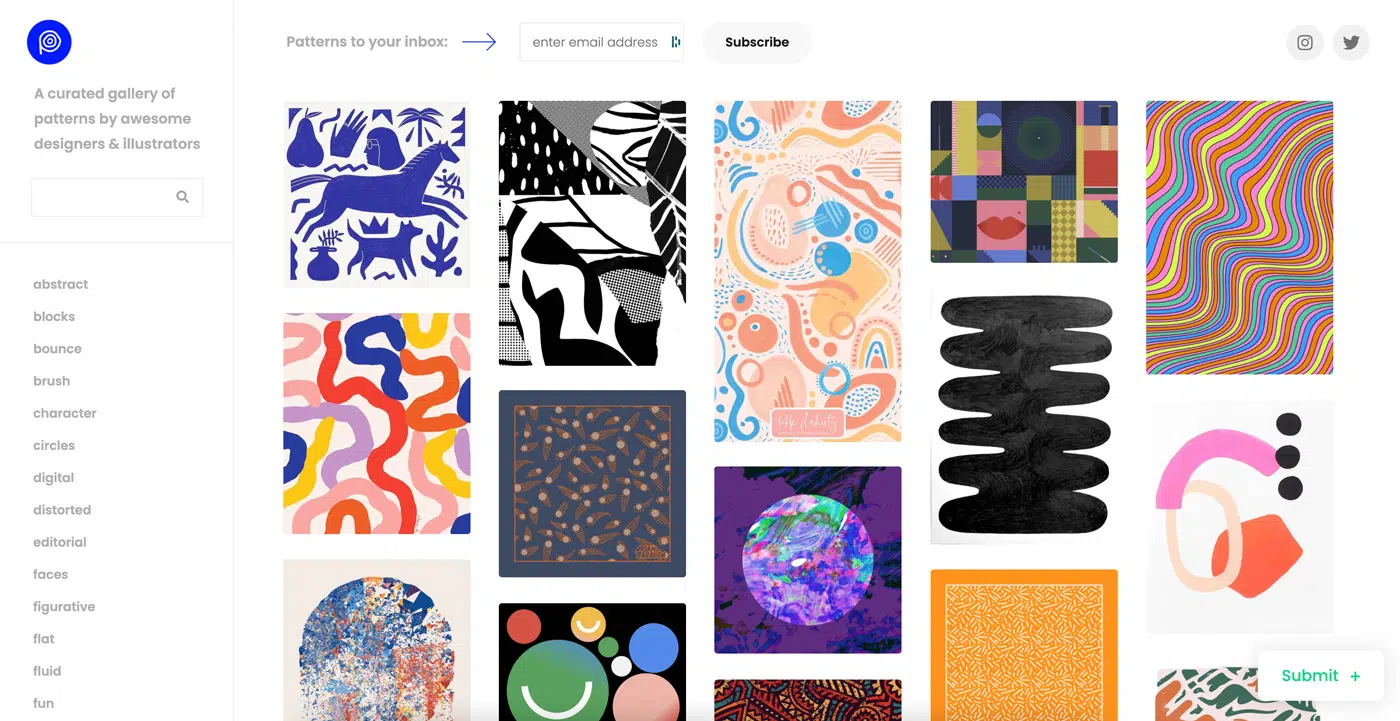 Patterns to your inbox:
enter email address
Subscribe
A curated gallery of
patterns by awesome
designers & illustrators
abstract
blocks
bounce
brush
character
circles
digital
distorted
editorial
faces
figurative
flat
fluid
fun
Submit +